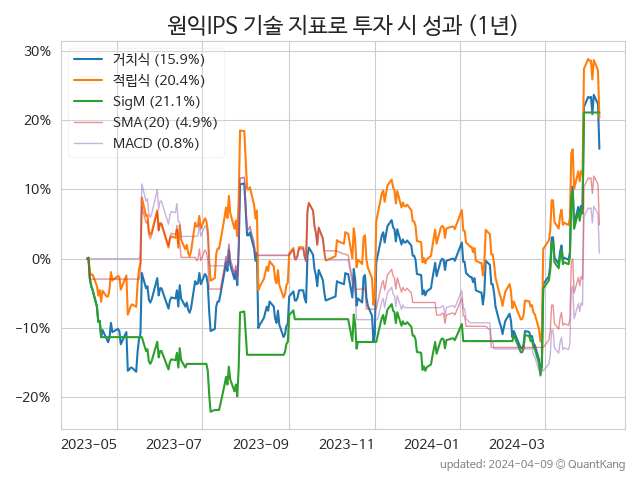 원익IPS 기술 지표로 투자 시 성과 (1년)
30%
20%
10%
0%
−10%
−20%
거치식 (15.9%)
적립식 (20.4%)
SigM (21.1%)
SMA(20) (4.9%)
MACD (0.8%)
2023-05 2023-07 2023-09 2023-11 2024-01 2024-03
updated: 2024-04-09 © QuantKang